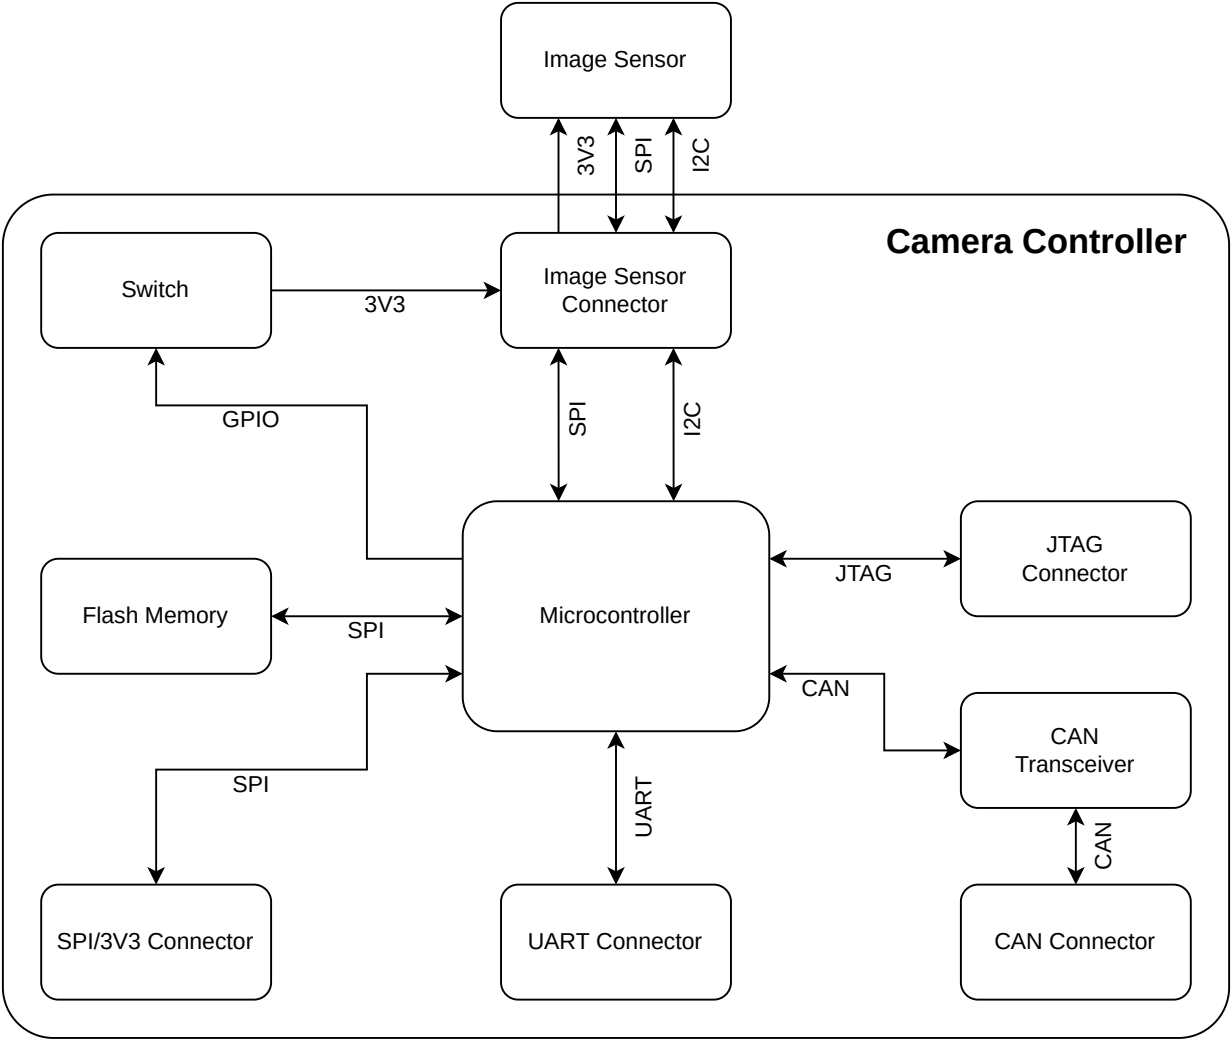 Image Sensor
3V3
SPI
I2C
Camera Controller
Switch
3V3
Image Sensor
Connector
GPIO
SPI
I2C
JTAG
Connector
JTAG
Flash Memory
SPI
Microcontroller
CAN
CAN
Transceiver
SPI
UART
CAN
SPI/3V3 Connector
UART Connector
CAN Connector